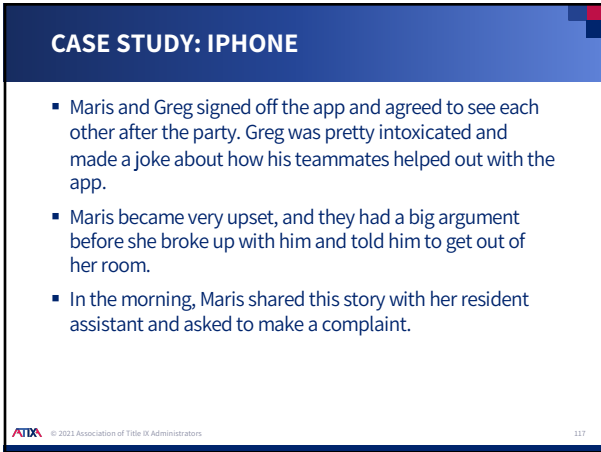 CASE STUDY: IPHONE
▪ Maris and Greg signed off the app and agreed to see each
other after the party. Greg was pretty intoxicated and
made a joke about how his teammates helped out with the
app.
▪ Maris became very upset, and they had a big argument
before she broke up with him and told him to get out of
her room.
▪ In the morning, Maris shared this story with her resident
assistant and asked to make a complaint.
ATIXA © 2021 Association of Title IX Administrators 117